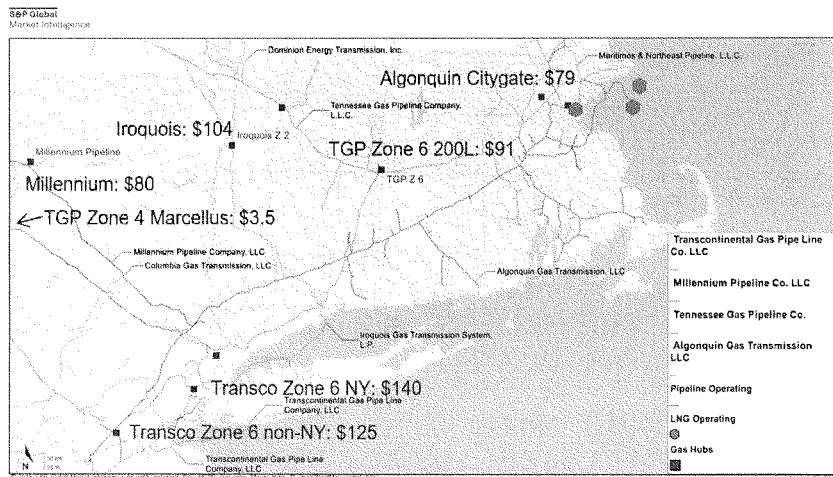 S&P Global
Market Intelligence
Dominion Energy Transmission, Inc.
Maritimes & Northeast Pipeline, L.L.C.
Algonquin Citygate: $79
Tennessee Gas Pipeline Company,
L.L.C.
Iroquois: $104
Iroquois Z 2
TGP Zone 6 200L: $91
Millennium Pipeline
TGP Z 6
Millennium: $80
TGP Zone 4 Marcellus: $3.5
Transcontinental Gas Pipe Line
Co. LLC
Millennium Pipeline Company, LLC
Columbia Gas Transmission, LLC
Algonquin Gas Transmission, LLC
Millennium Pipeline Co. LLC
Tennessee Gas Pipeline Co.
Iroquois Gas Transmission System,
L.P.
Algonquin Gas Transmission
LLC
Transco Zone 6 NY: $140
Pipeline Operating
Transcontinental Gas Pipe Line
Company, LLC
LNG Operating
Transco Zone 6 non-NY: $125
Gas Hubs
Transcontinental Gas Pipe Line
Company, LLC
N